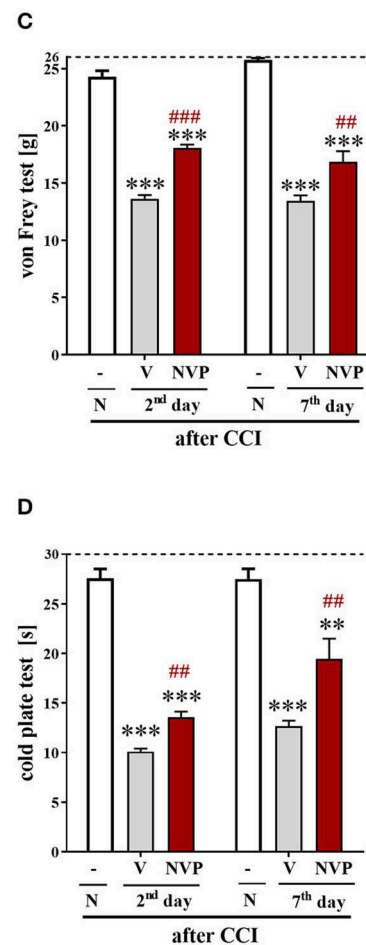 C
von Frey test [g]
26
25
20
15
10
5
0
***
###
***
***
##
***
- V NVP - V NVP
N 2nd day N 7th day
after CCI
D
cold plate test [s]
30
25
20
15
10
5
0
***
##
***
***
##
**
- V NVP - V NVP
N 2nd day N 7th day
after CCI